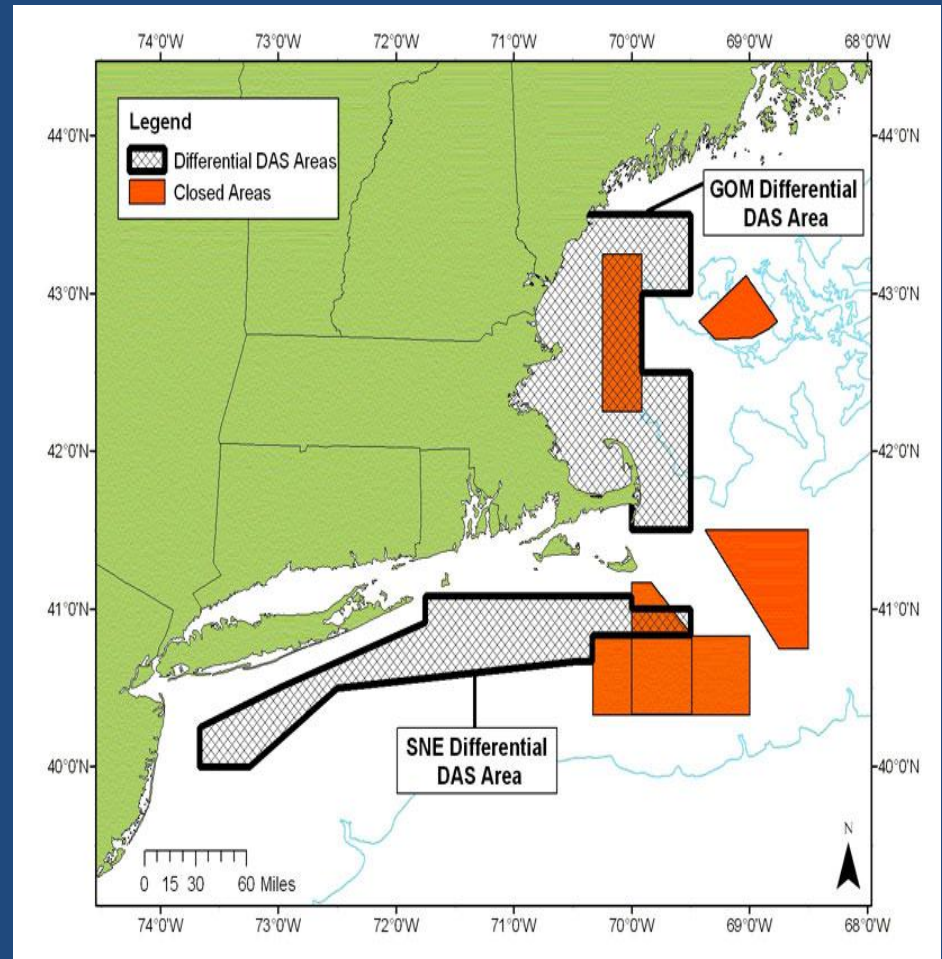 74°0'W 73°0'W 72°0'W 71°0'W 70°0'W 69°0'W 68°0'W
Legend
Differential DAS Areas
Closed Areas
44°0'N 44°0'N
GOM Differential
DAS Area
43°0'N 43°0'N
42°0'N 42°0'N
41°0'N 41°0'N
SNE Differential
DAS Area
40°0'N 40°0'N
N
0 15 30 60 Miles
74°0'W 73°0'W 72°0'W 71°0'W 70°0'W 69°0'W 68°0'W